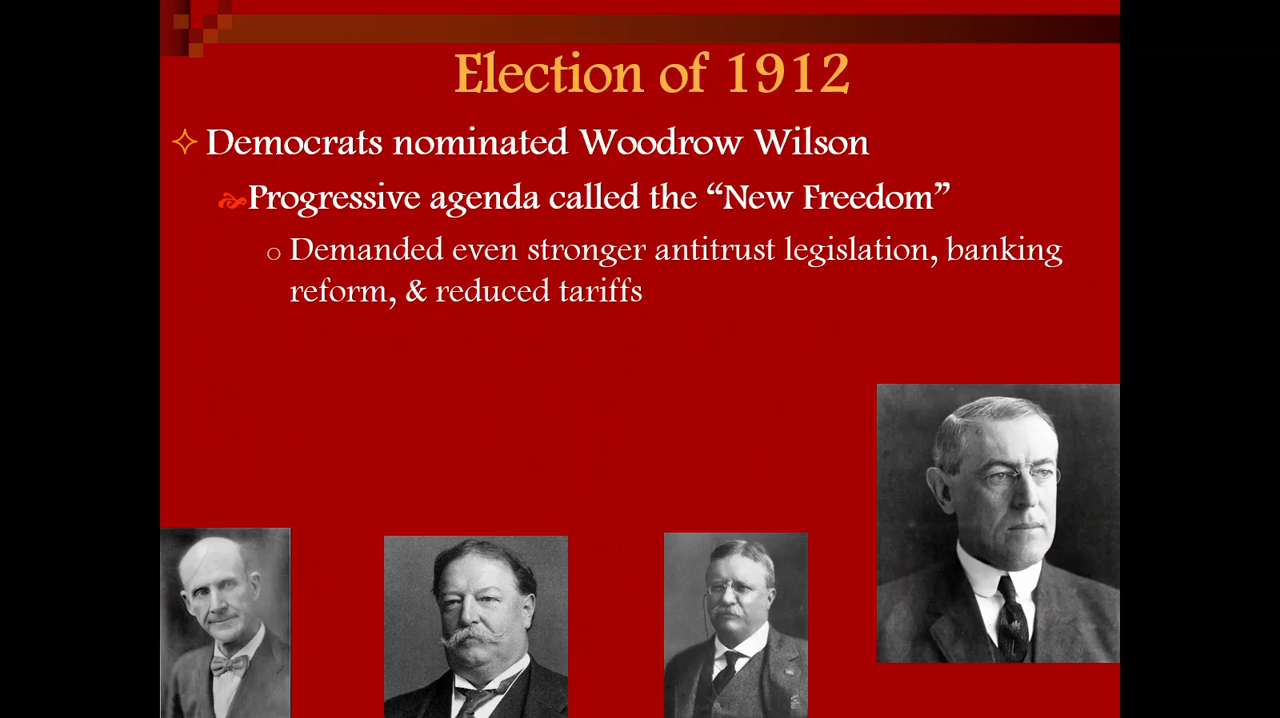 Election of 1912
Democrats nominated Woodrow Wilson
Progressive agenda called the “New Freedom”
Demanded even stronger antitrust legislation, banking
reform, & reduced tariffs